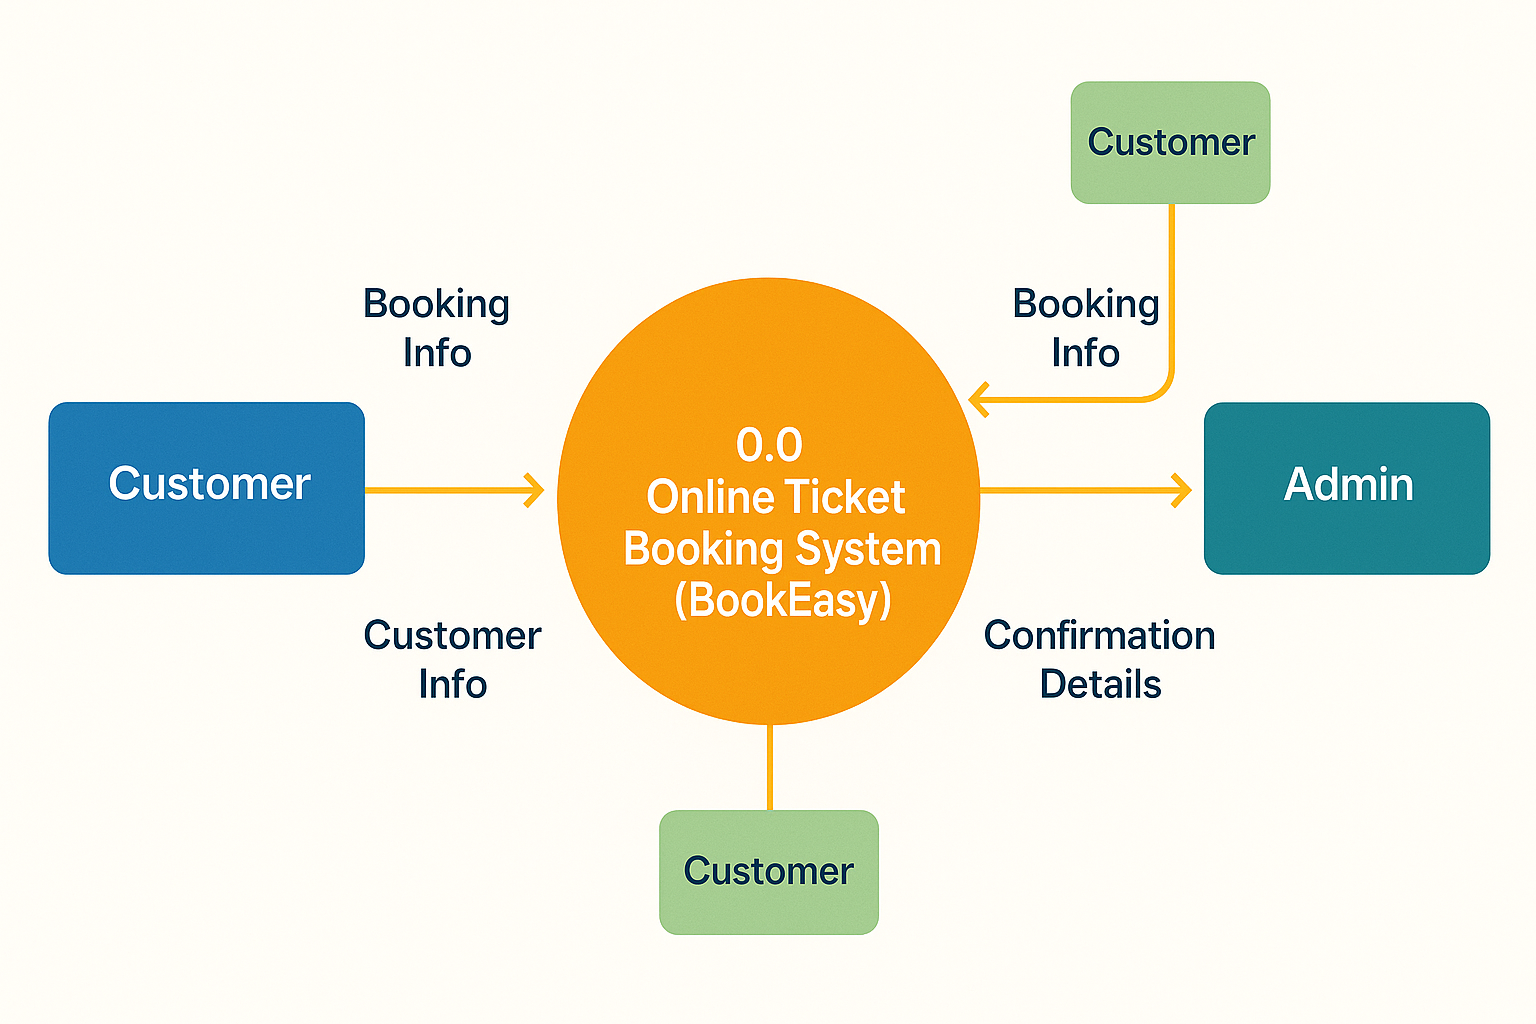 Customer
Booking
Info
Booking
Info
Customer
0.0
Online Ticket
Booking System
(BookEasy)
Admin
Customer
Info
Confirmation
Details
Customer